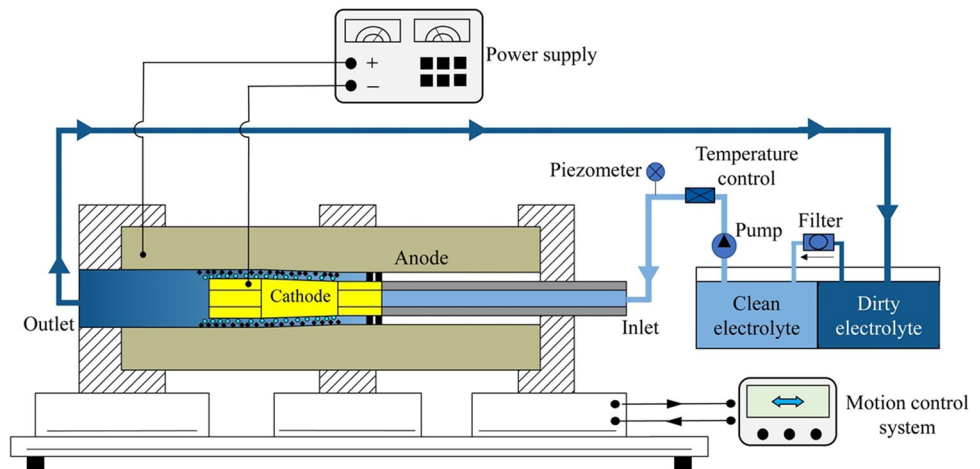 +
−
Power supply
Piezometer
Temperature
control
Pump
Filter
Anode
Cathode
Outlet
Inlet
Clean
electrolyte
Dirty
electrolyte
Motion control
system